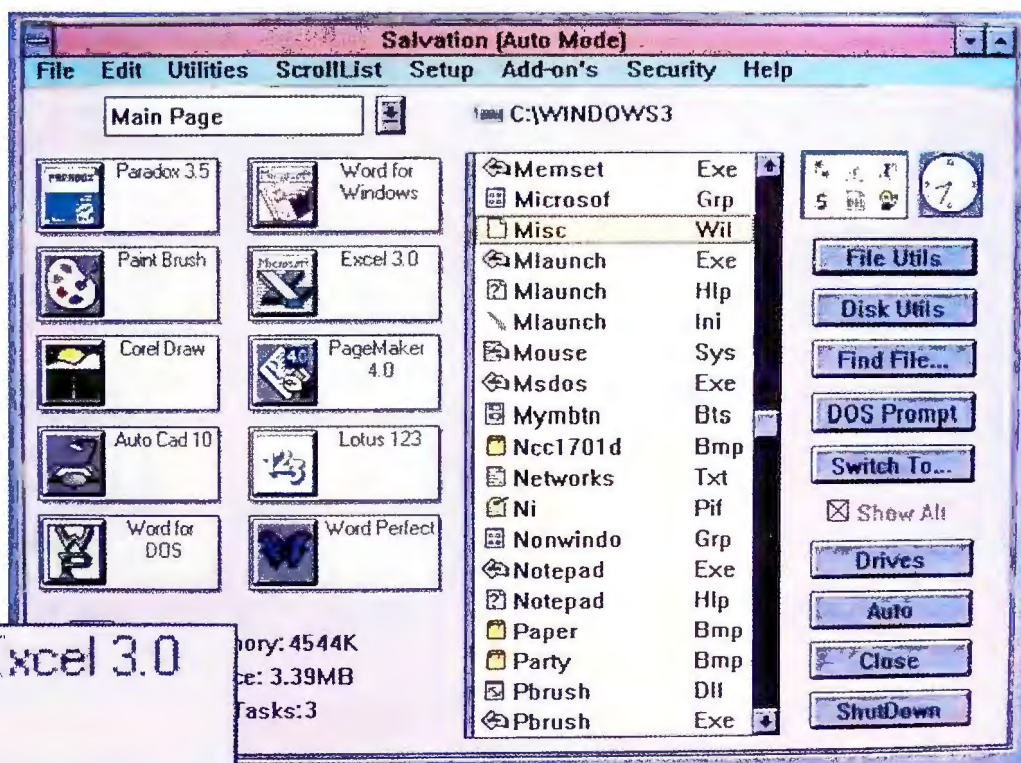 Salvation (Auto Mode)
File Edit Utilities ScrollList Setup Add-on's Security Help
Main Page
C:\WINDOWS3
Paradox 3.5
Word for Windows
Paint Brush
Excel 3.0
Corel Draw
PageMaker 4.0
Auto Cad 10
Lotus 123
Word for DOS
Word Perfect
Memset Exe
Microsof Grp
Misc Wil
Mlaunch Exe
Mlaunch Hlp
Mlaunch Ini
Mouse Sys
Msdos Exe
Mymbtn Bts
Ncc1701d Bmp
Networks Txt
Ni Pif
Nonwindo Grp
Notepad Exe
Notepad Hlp
Paper Bmp
Party Bmp
Pbrush Dll
Pbrush Exe
File Utils
Disk Utils
Find File...
DOS Prompt
Switch To...
Show All
Drives
Auto
Close
ShutDown
ory: 4544K
ce: 3.39MB
Tasks:3
xcel 3.0